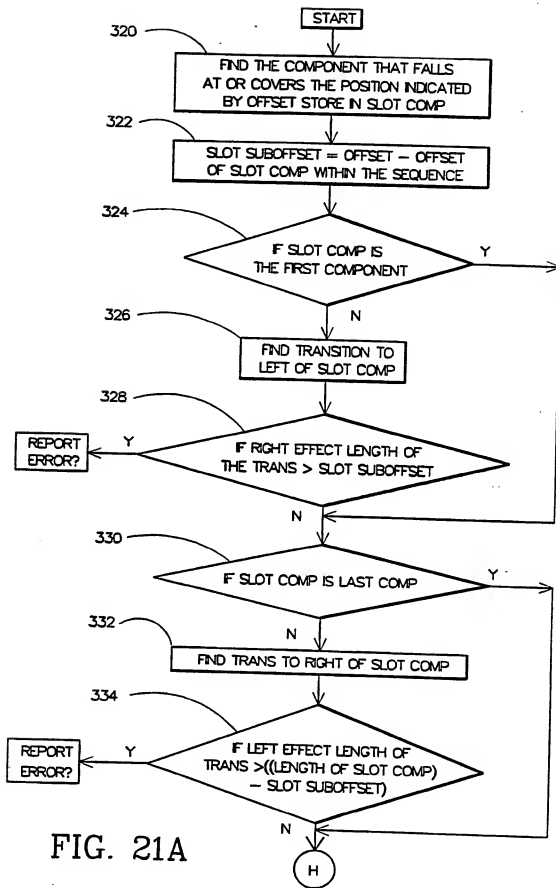 START
320
FIND THE COMPONENT THAT FALLS
AT OR COVERS THE POSITION INDICATED
BY OFFSET STORE IN SLOT COMP
322
SLOT SUBOFFSET = OFFSET - OFFSET
OF SLOT COMP WITHIN THE SEQUENCE
324
IF SLOT COMP IS
THE FIRST COMPONENT
Y
N
326
FIND TRANSITION TO
LEFT OF SLOT COMP
328
IF RIGHT EFFECT LENGTH OF
THE TRANS > SLOT SUBOFFSET
Y
REPORT
ERROR?
N
330
IF SLOT COMP IS LAST COMP
Y
N
332
FIND TRANS TO RIGHT OF SLOT COMP
334
IF LEFT EFFECT LENGTH OF
TRANS >((LENGTH OF SLOT COMP)
- SLOT SUBOFFSET)
Y
REPORT
ERROR?
N
H
FIG. 21A